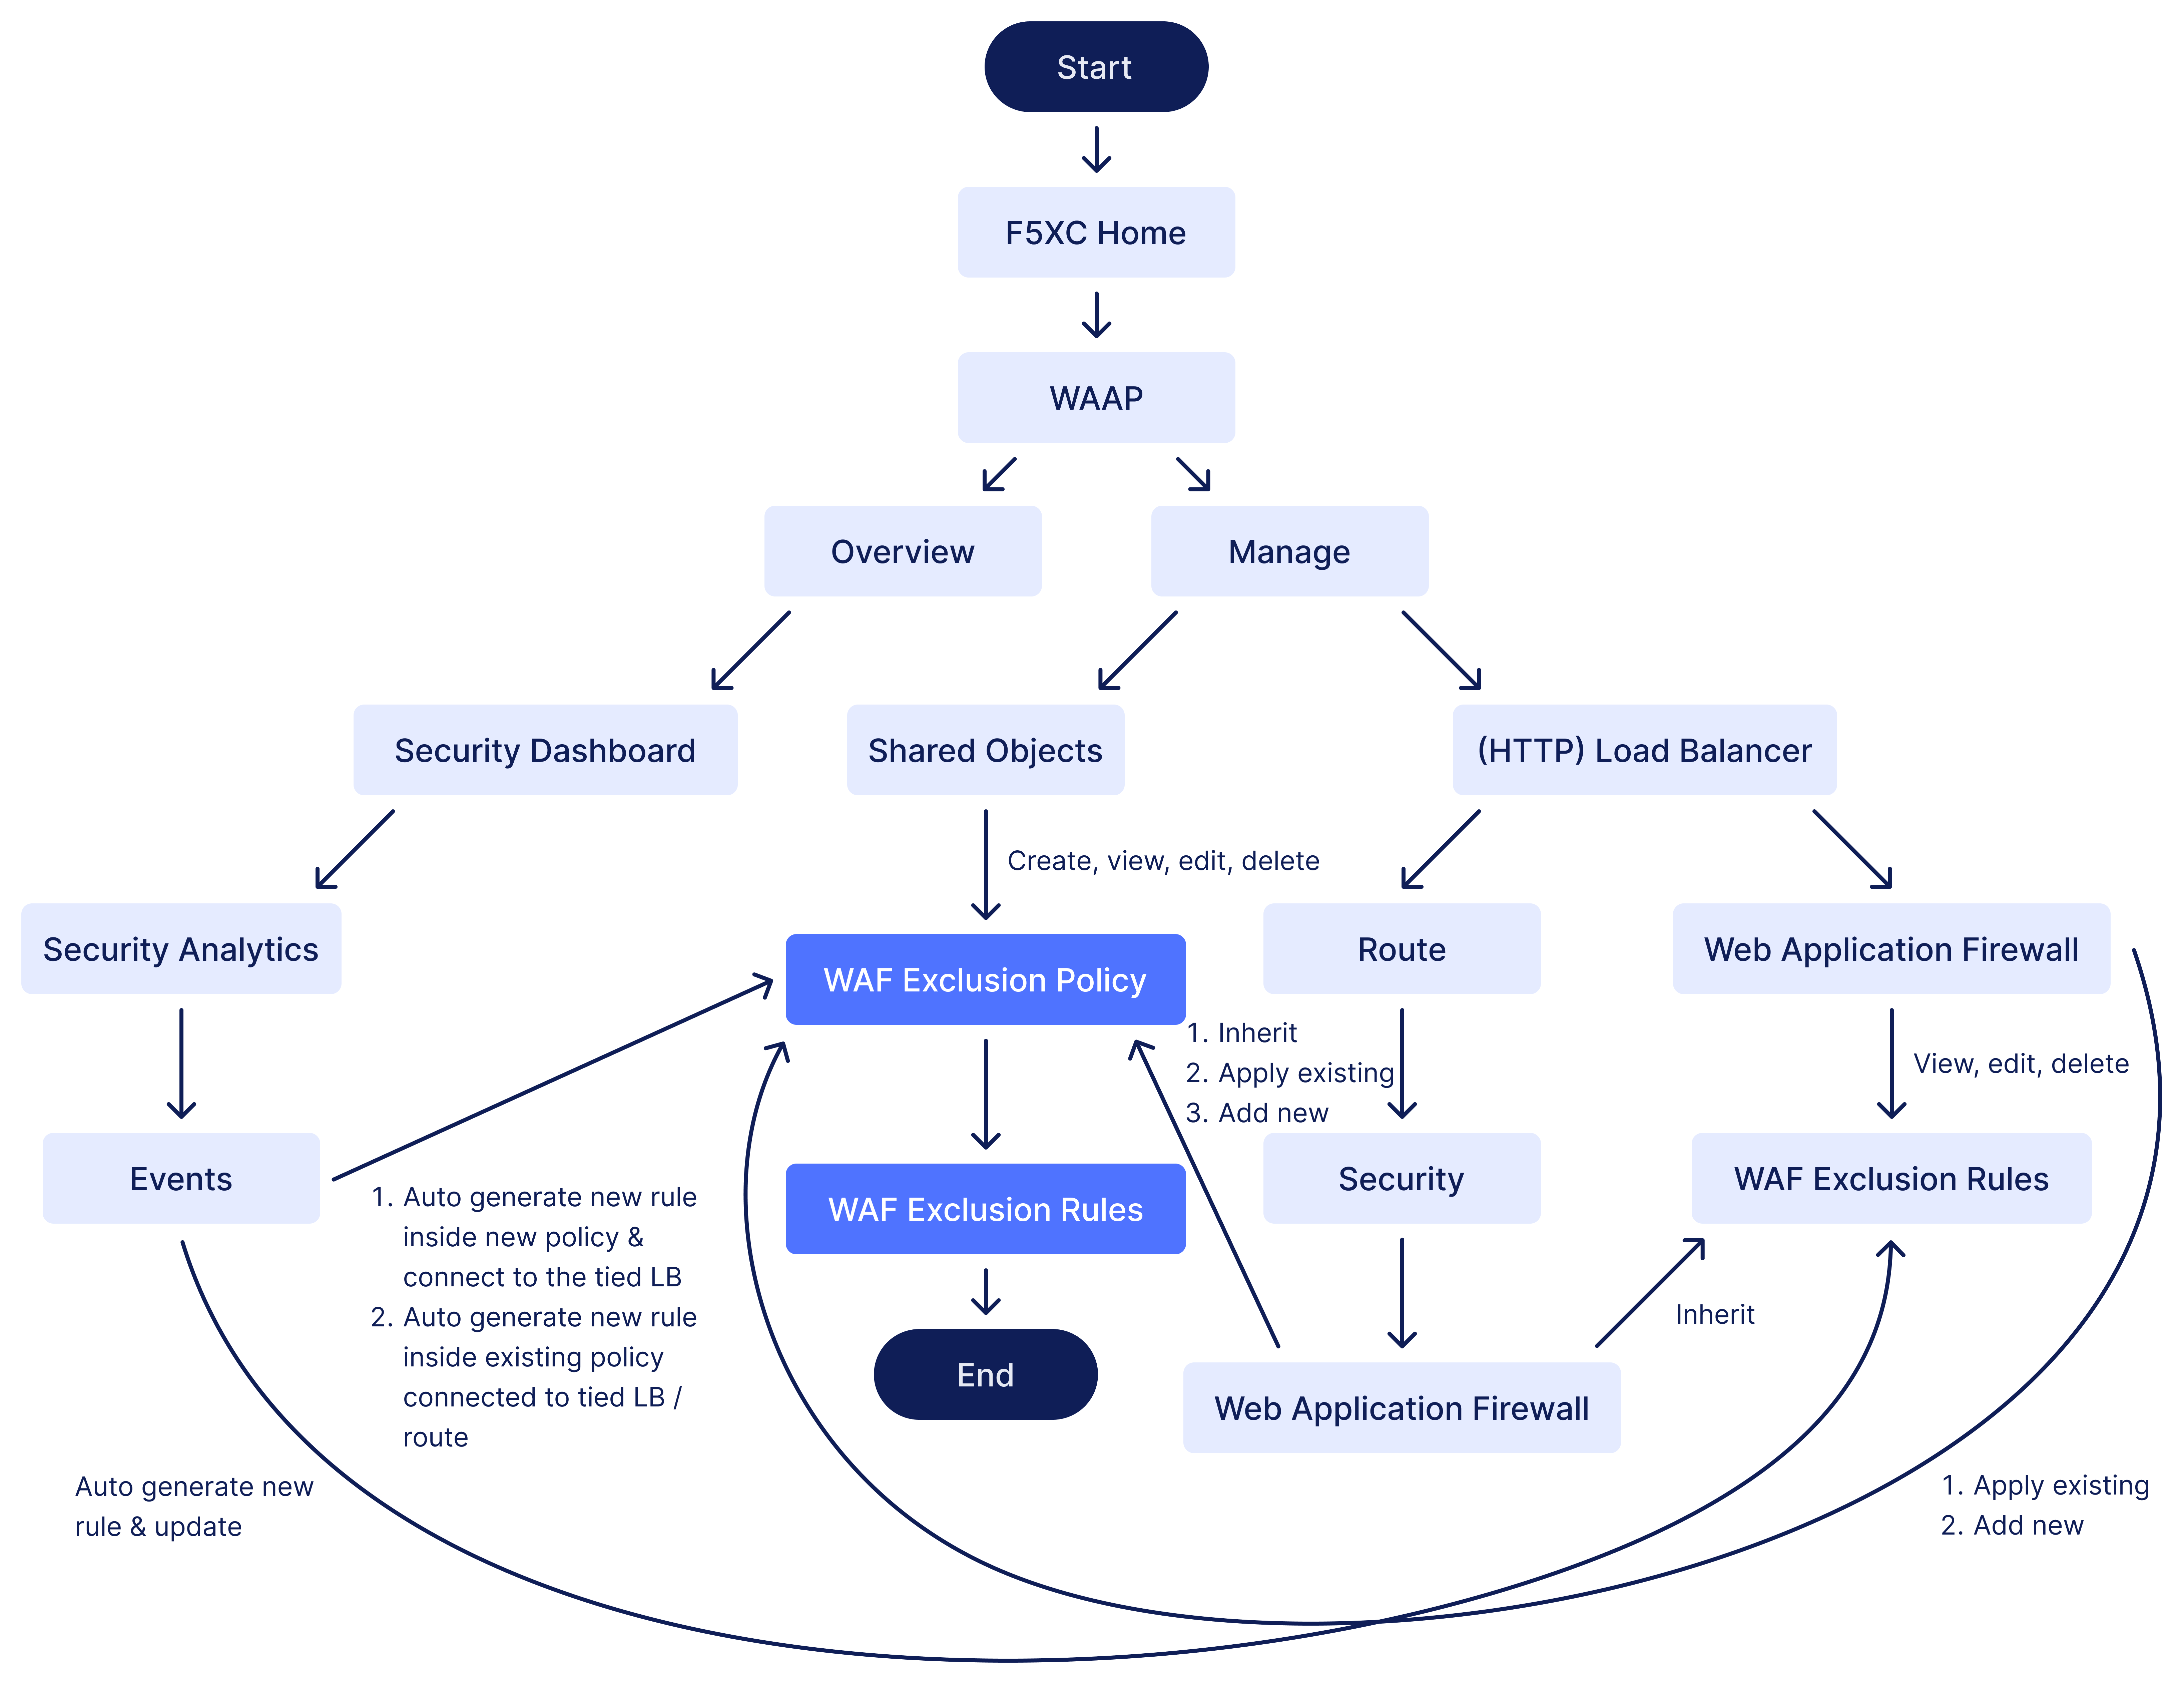 Start
F5XC Home
WAAP
Overview
Manage
Security Dashboard
Shared Objects
(HTTP) Load Balancer
Create, view, edit, delete
Security Analytics
WAF Exclusion Policy
Route
Web Application Firewall
1. Inherit
2. Apply existing
3. Add new
View, edit, delete
Events
WAF Exclusion Rules
Security
WAF Exclusion Rules
1. Auto generate new rule
inside new policy &
connect to the tied LB
2. Auto generate new rule
inside existing policy
connected to tied LB /
route
Inherit
End
Web Application Firewall
Auto generate new
rule & update
1. Apply existing
2. Add new